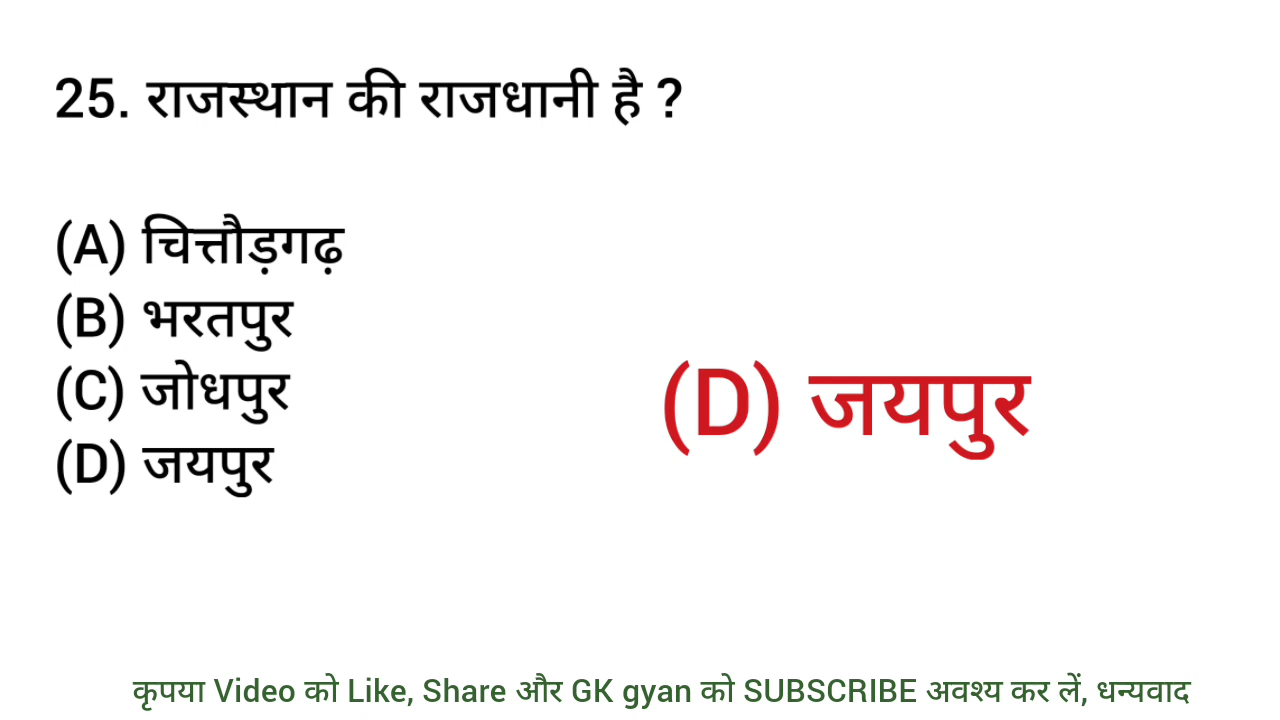 25. राजस्थान की राजधानी है ?
(A) चित्तौड़गढ़
(B) भरतपुर
(C) जोधपुर
(D) जयपुर
(D) जयपुर
कृपया Video को Like, Share और GK gyan को SUBSCRIBE अवश्य कर लें, धन्यवाद